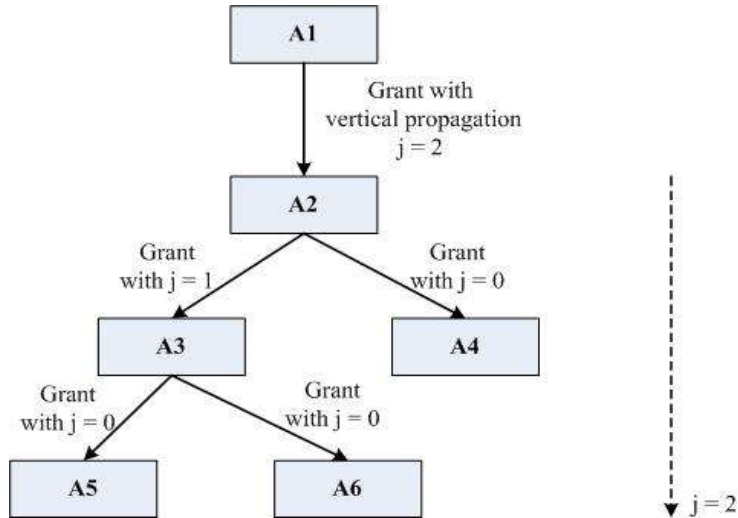 A1
Grant with
vertical propagation
j = 2
A2
Grant
with j = 1
Grant
with j = 0
A3
A4
Grant
with j = 0
Grant
with j = 0
A5
A6
j = 2